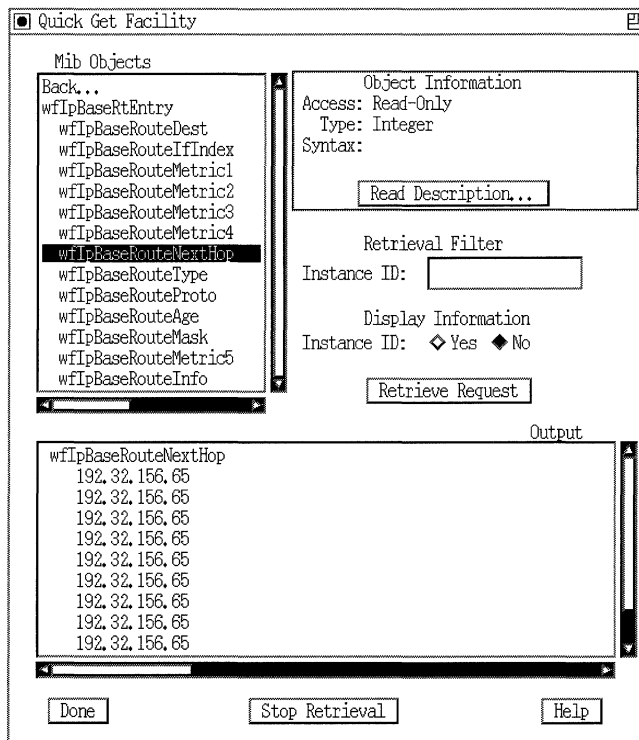 Quick Get Facility
Mib Objects
Back...
wfIpBaseRtEntry
wfIpBaseRouteDest
wfIpBaseRouteIfIndex
wfIpBaseRouteMetric1
wfIpBaseRouteMetric2
wfIpBaseRouteMetric3
wfIpBaseRouteMetric4
wfIpBaseRouteNextHop
wfIpBaseRouteType
wfIpBaseRouteProto
wfIpBaseRouteAge
wfIpBaseRouteMask
wfIpBaseRouteMetric5
wfIpBaseRouteInfo
Object Information
Access: Read-Only
Type: Integer
Syntax:
Read Description...
Retrieval Filter
Instance ID:
Display Information
Instance ID: Yes No
Retrieve Request
Output
wfIpBaseRouteNextHop
192.32.156.65
192.32.156.65
192.32.156.65
192.32.156.65
192.32.156.65
192.32.156.65
192.32.156.65
192.32.156.65
192.32.156.65
Done
Stop Retrieval
Help